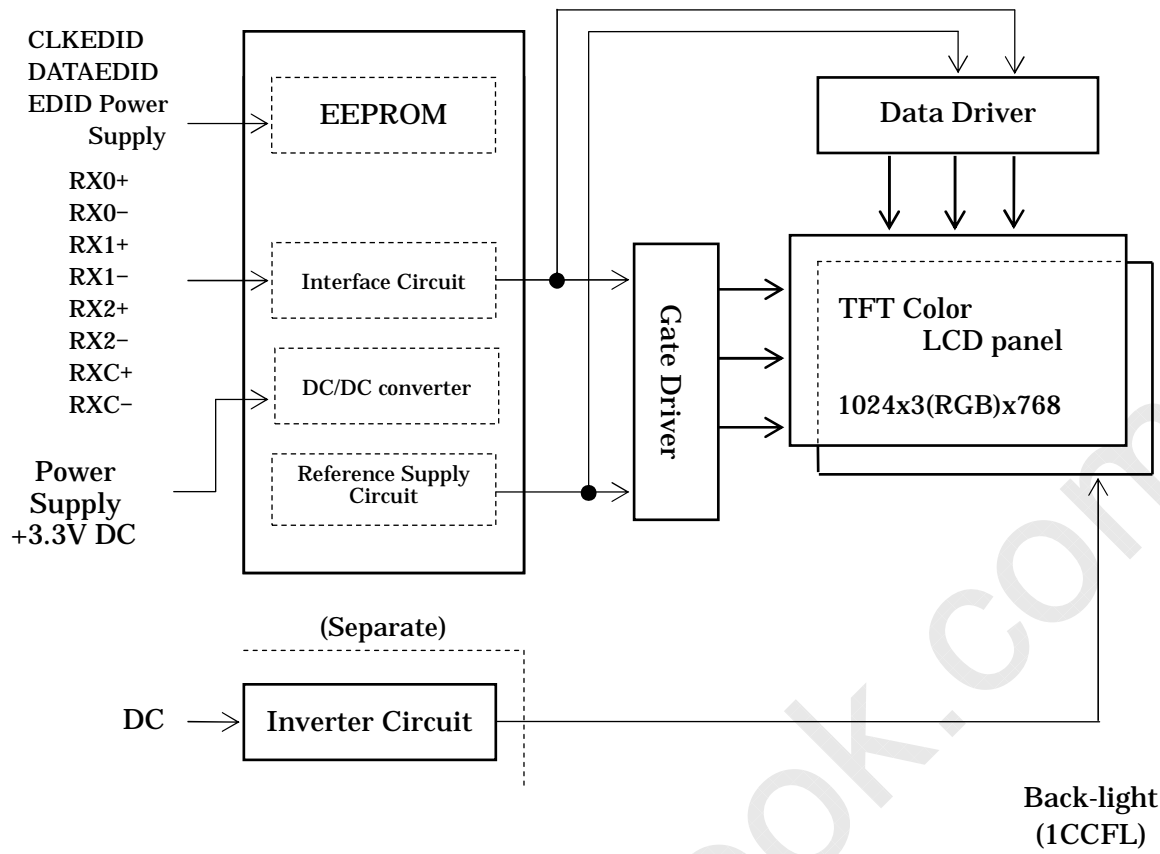 CLKEDID
DATAEDID
EDID Power
Supply
RX0+
RX0−
RX1+
RX1−
RX2+
RX2−
RXC+
RXC−
Power
Supply
+3.3V DC
EEPROM
Interface Circuit
DC/DC converter
Reference Supply
Circuit
Gate Driver
Data Driver
TFT Color
LCD panel
1024x3(RGB)x768
(Separate)
DC
Inverter Circuit
Back-light
(1CCFL)
ook.com